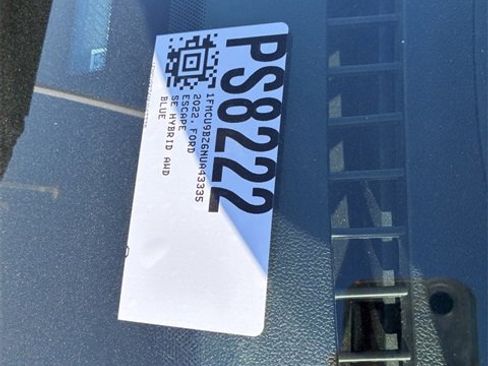 PS8222
1FMCU9BZ6NUA43335
2022, FORD
ESCAPE
SE HYBRID AWD
BLUE